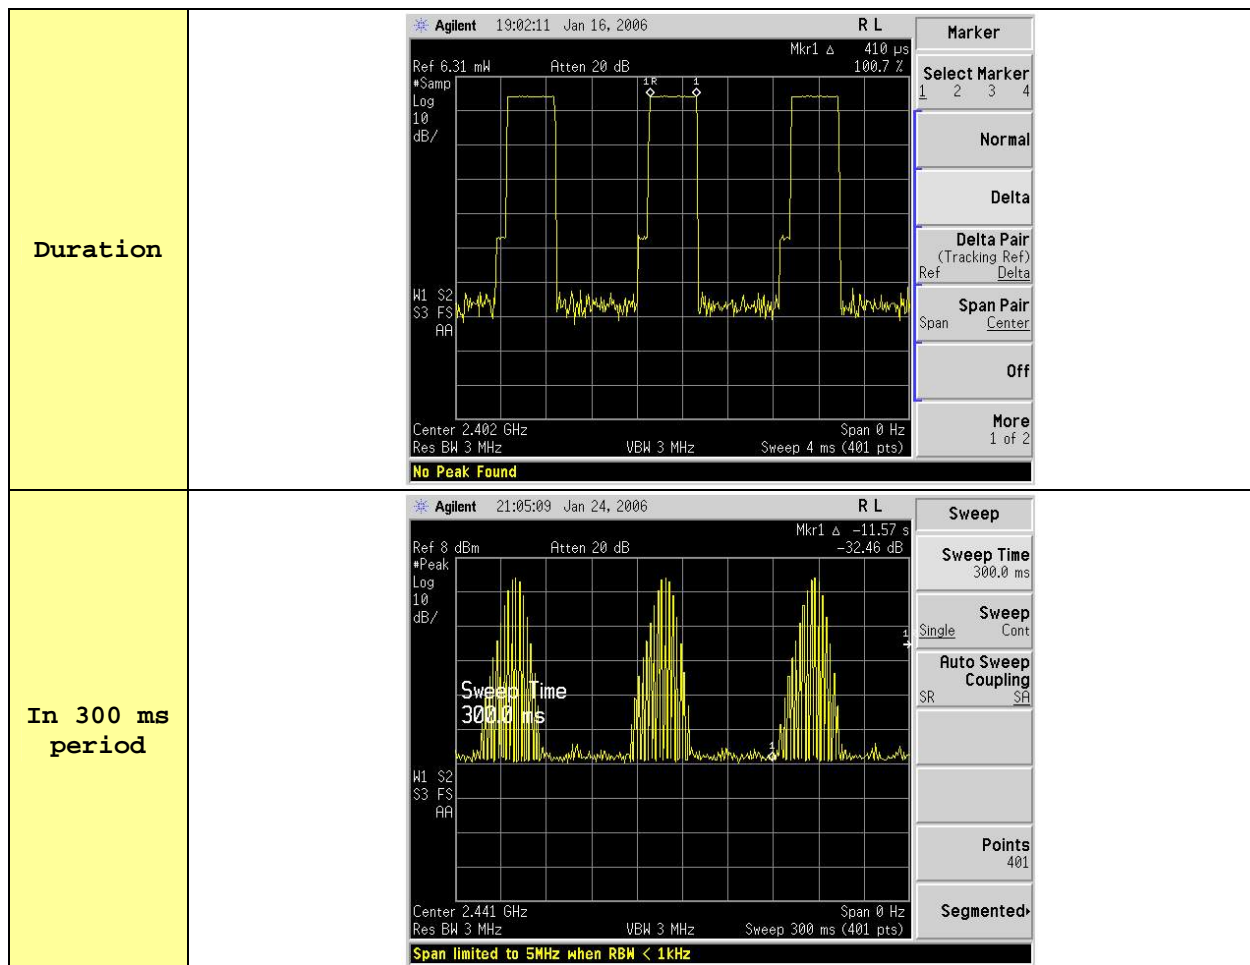 Duration
Agilent 19:02:11 Jan 16, 2006 R L
Mkr1 Δ 410 µs
Ref 6.31 mW Atten 20 dB 100.7 %
#Samp
Log
10
dB/
1R 1
W1 S2
S3 FS
AA
Center 2.402 GHz Span 0 Hz
Res BW 3 MHz VBW 3 MHz Sweep 4 ms (401 pts)
No Peak Found
Marker
Select Marker
1 2 3 4
Normal
Delta
Delta Pair
(Tracking Ref)
Ref Delta
Span Pair
Span Center
Off
More
1 of 2
In 300 ms
period
Agilent 21:05:09 Jan 24, 2006 R L
Mkr1 Δ -11.57 s
Ref 8 dBm Atten 20 dB -32.46 dB
#Peak
Log
10
dB/
1
Sweep Time
300.0 ms
1
W1 S2
S3 FS
AA
Center 2.441 GHz Span 0 Hz
Res BW 3 MHz VBW 3 MHz Sweep 300 ms (401 pts)
Span limited to 5MHz when RBW < 1kHz
Sweep
Sweep Time
300.0 ms
Sweep
Single Cont
Auto Sweep
Coupling
SR SA
Points
401
Segmented